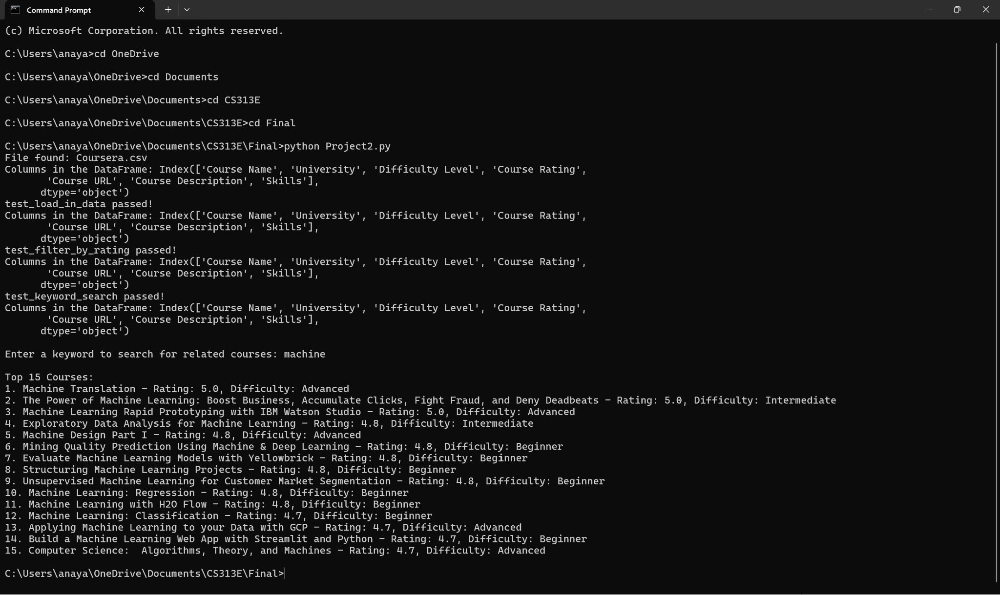 Command Prompt
(c) Microsoft Corporation. All rights reserved.
C:\Users\anaya>cd OneDrive
C:\Users\anaya\OneDrive>cd Documents
C:\Users\anaya\OneDrive\Documents>cd CS313E
C:\Users\anaya\OneDrive\Documents\CS313E>cd Final
C:\Users\anaya\OneDrive\Documents\CS313E\Final>python Project2.py
File found: Coursera.csv
Columns in the DataFrame: Index(['Course Name', 'University', 'Difficulty Level', 'Course Rating',
       'Course URL', 'Course Description', 'Skills'],
      dtype='object')
test_load_in_data passed!
Columns in the DataFrame: Index(['Course Name', 'University', 'Difficulty Level', 'Course Rating',
       'Course URL', 'Course Description', 'Skills'],
      dtype='object')
test_filter_by_rating passed!
Columns in the DataFrame: Index(['Course Name', 'University', 'Difficulty Level', 'Course Rating',
       'Course URL', 'Course Description', 'Skills'],
      dtype='object')
test_keyword_search passed!
Columns in the DataFrame: Index(['Course Name', 'University', 'Difficulty Level', 'Course Rating',
       'Course URL', 'Course Description', 'Skills'],
      dtype='object')
Enter a keyword to search for related courses: machine
Top 15 Courses:
1. Machine Translation - Rating: 5.0, Difficulty: Advanced
2. The Power of Machine Learning: Boost Business, Accumulate Clicks, Fight Fraud, and Deny Deadbeats - Rating: 5.0, Difficulty: Intermediate
3. Machine Learning Rapid Prototyping with IBM Watson Studio - Rating: 5.0, Difficulty: Advanced
4. Exploratory Data Analysis for Machine Learning - Rating: 4.8, Difficulty: Intermediate
5. Machine Design Part I - Rating: 4.8, Difficulty: Advanced
6. Mining Quality Prediction Using Machine & Deep Learning - Rating: 4.8, Difficulty: Beginner
7. Evaluate Machine Learning Models with Yellowbrick - Rating: 4.8, Difficulty: Beginner
8. Structuring Machine Learning Projects - Rating: 4.8, Difficulty: Beginner
9. Unsupervised Machine Learning for Customer Market Segmentation - Rating: 4.8, Difficulty: Beginner
10. Machine Learning: Regression - Rating: 4.8, Difficulty: Beginner
11. Machine Learning with H2O Flow - Rating: 4.8, Difficulty: Beginner
12. Machine Learning: Classification - Rating: 4.7, Difficulty: Beginner
13. Applying Machine Learning to your Data with GCP - Rating: 4.7, Difficulty: Advanced
14. Build a Machine Learning Web App with Streamlit and Python - Rating: 4.7, Difficulty: Beginner
15. Computer Science:  Algorithms, Theory, and Machines - Rating: 4.7, Difficulty: Advanced
C:\Users\anaya\OneDrive\Documents\CS313E\Final>